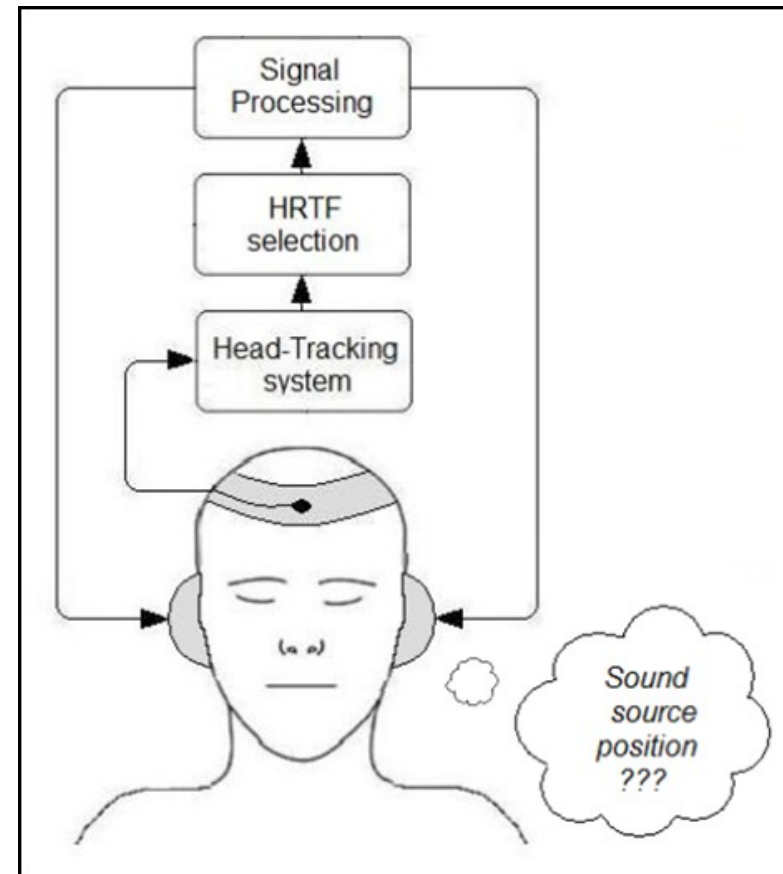 Signal
Processing
HRTF
selection
Head-Tracking
system
Sound
source
position
???